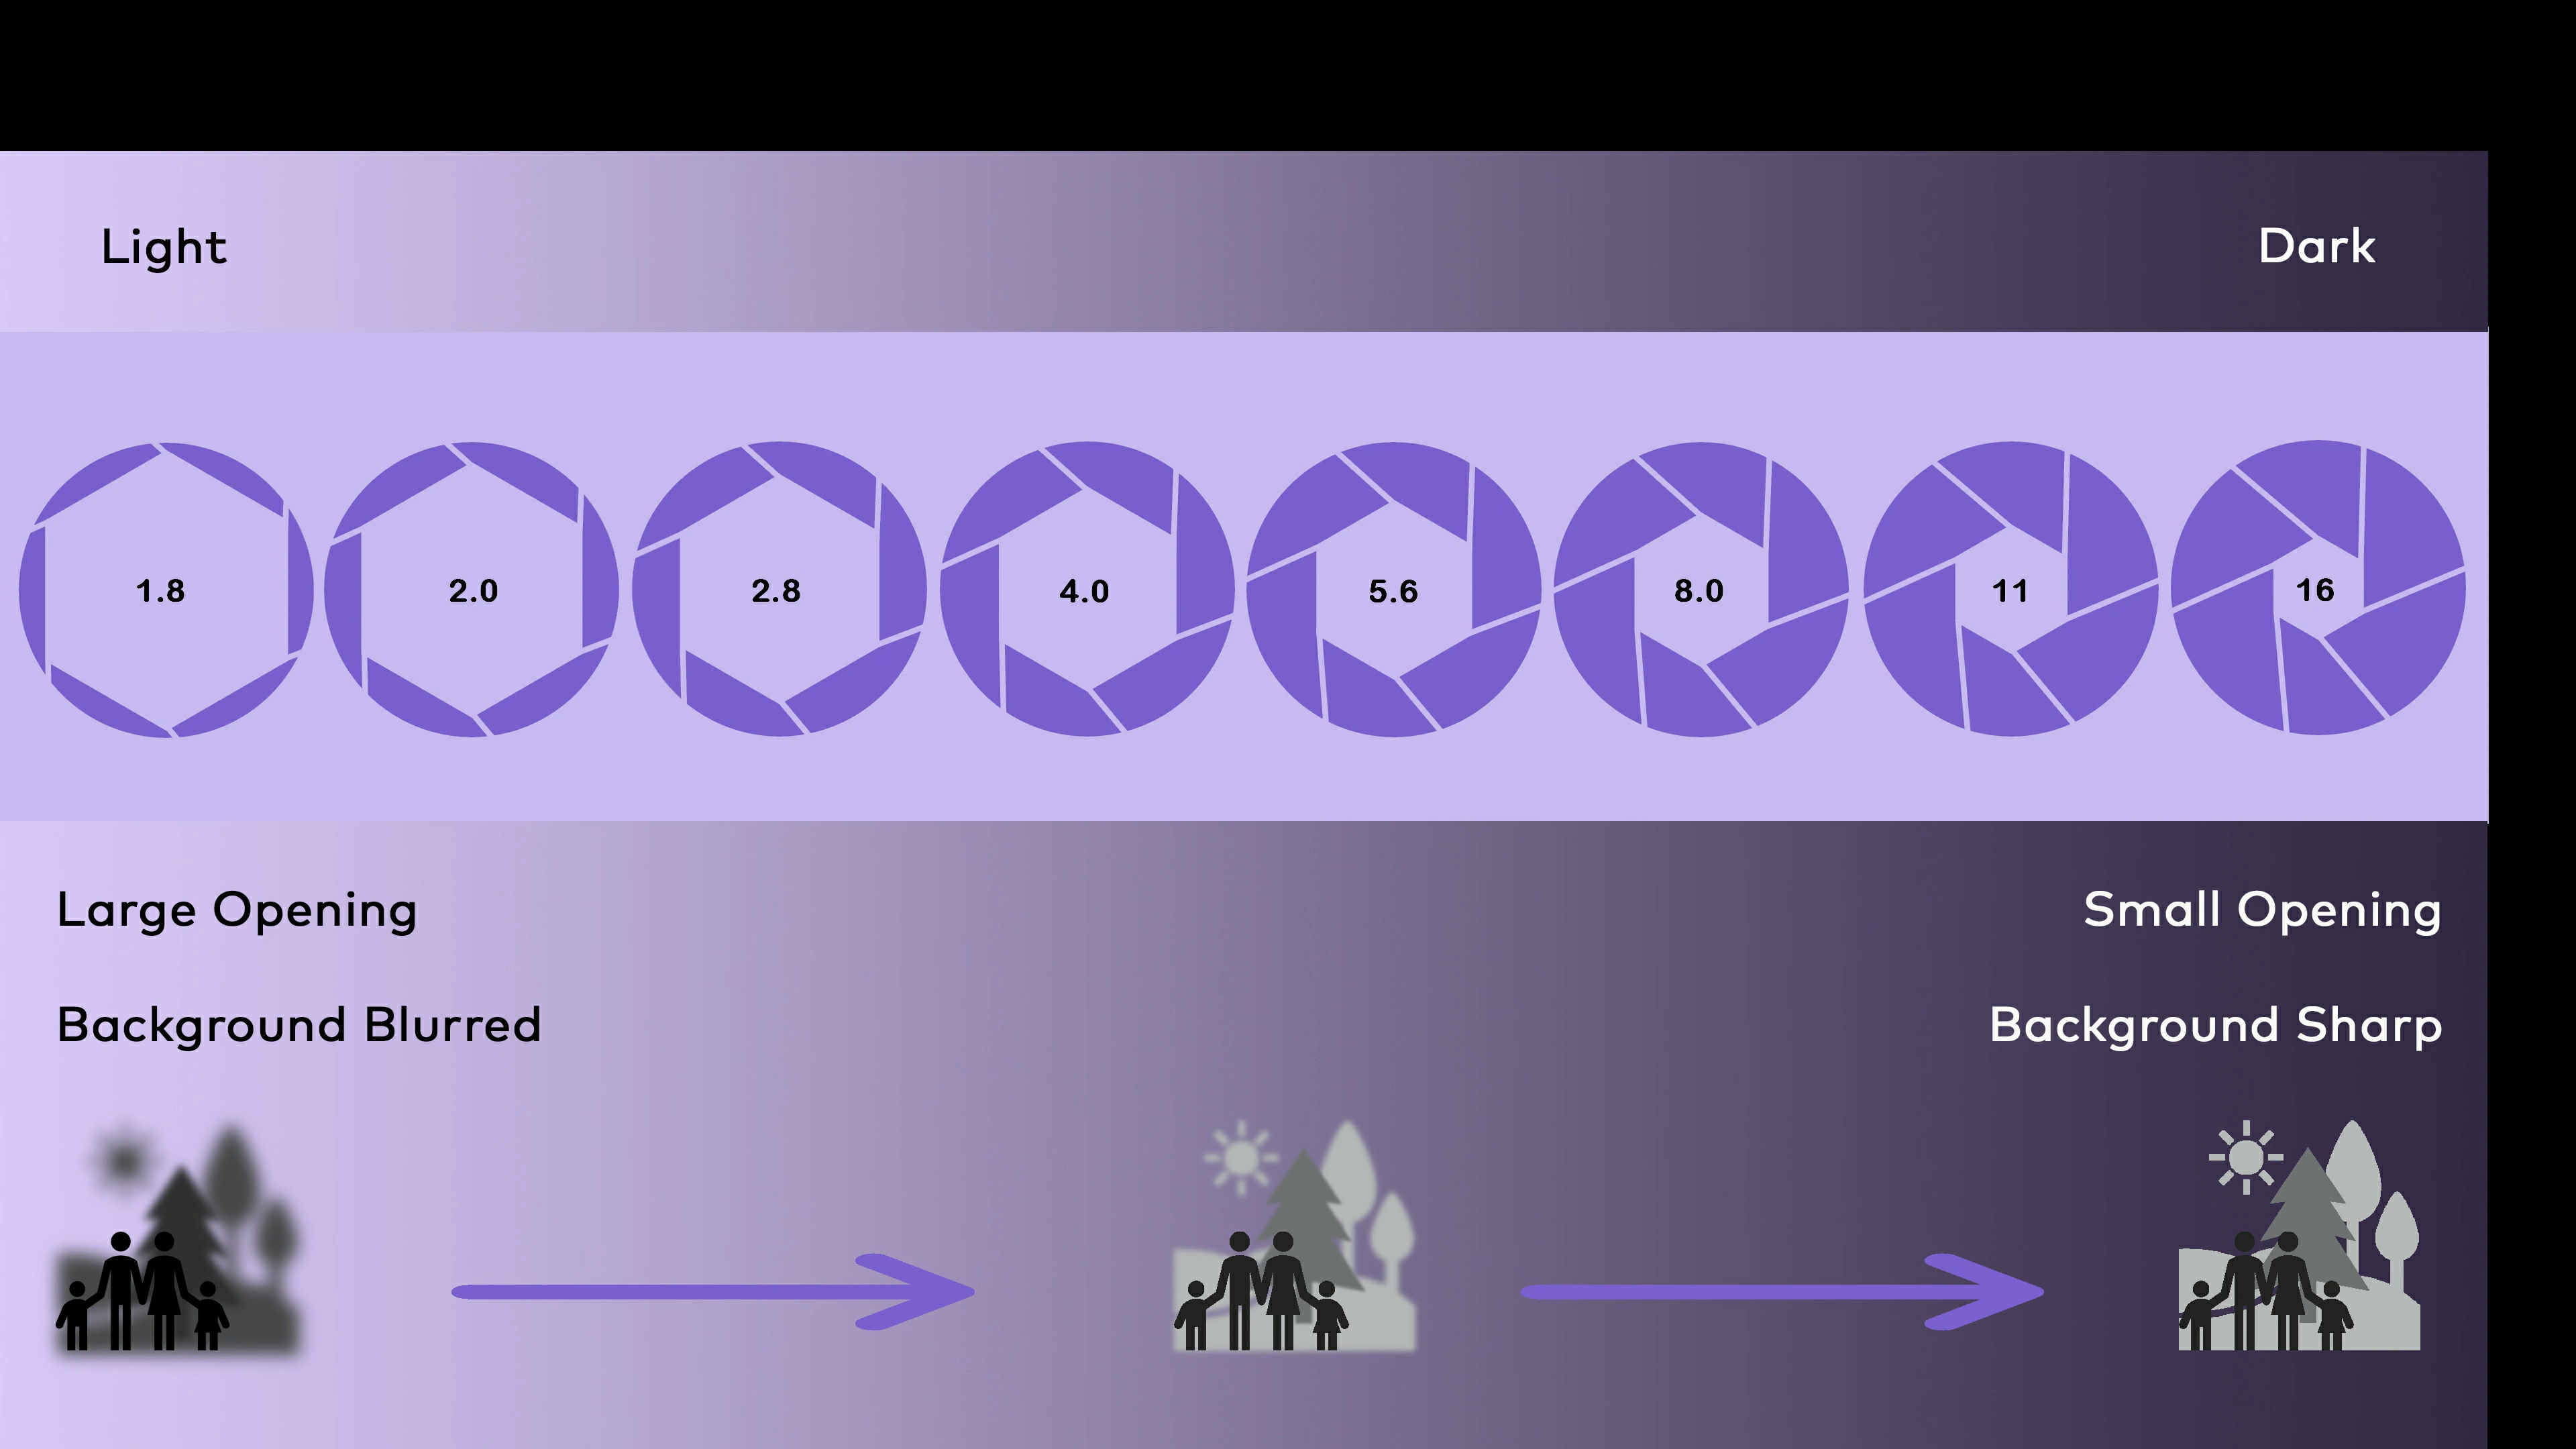 Light
Dark
1.8 2.0 2.8 4.0 5.6 8.0 11 16
Large Opening
Small Opening
Background Blurred
Background Sharp